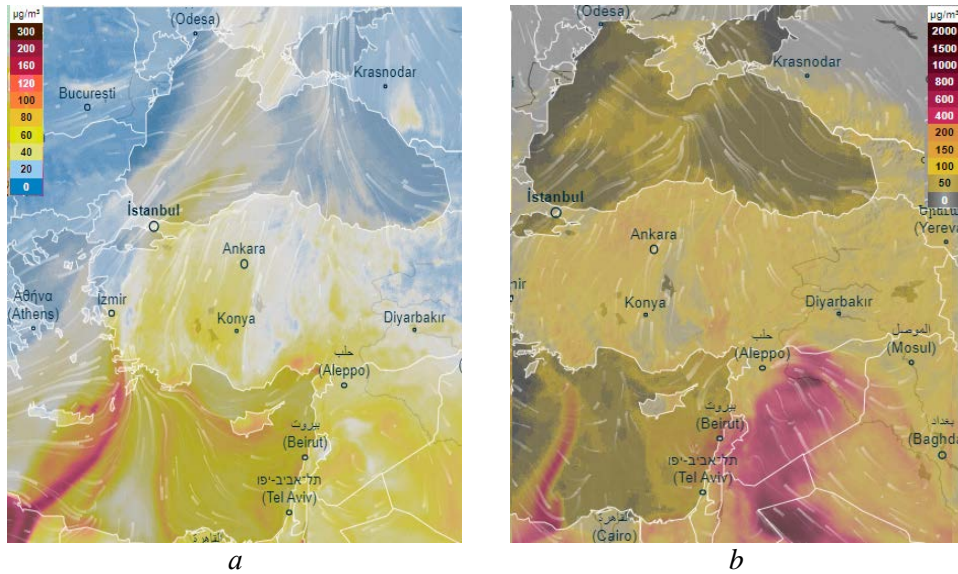 µg/m³
300
200
160
120
100
80
60
40
20
0
(Odesa)
Krasnodar
București
İstanbul
Ankara
Αθήνα
(Athens)
İzmir
Konya
Diyarbakır
حلب
(Aleppo)
بيروت
(Beirut)
תל־אביב-יפו
(Tel Aviv)
القاهرة
a
(Odesa)
µg/m³
2000
1500
1000
800
600
400
200
150
100
50
0
Krasnodar
İstanbul
Ankara
(Yereva
Konya
Diyarbakır
الموصل
(Mosul)
حلب
(Aleppo)
بيروت
(Beirut)
بغداد
(Baghda
תל־אביב-יפו
(Tel Aviv)
القاهرة
(Cairo)
b